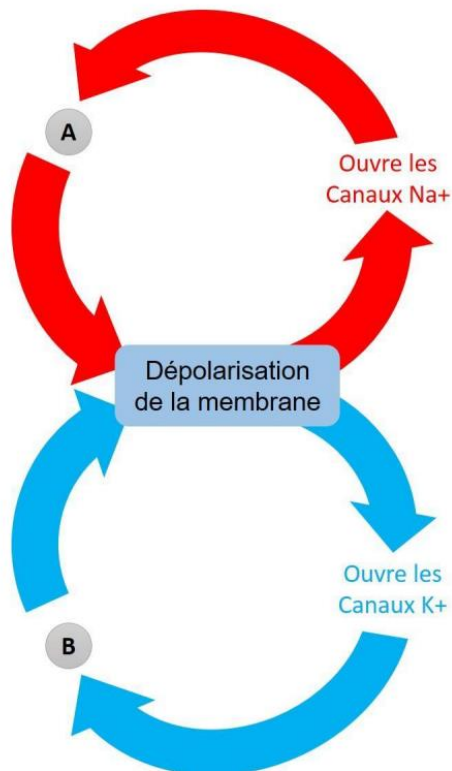 A
Ouvre les
Canaux Na+
Dépolarisation
de la membrane
Ouvre les
Canaux K+
B